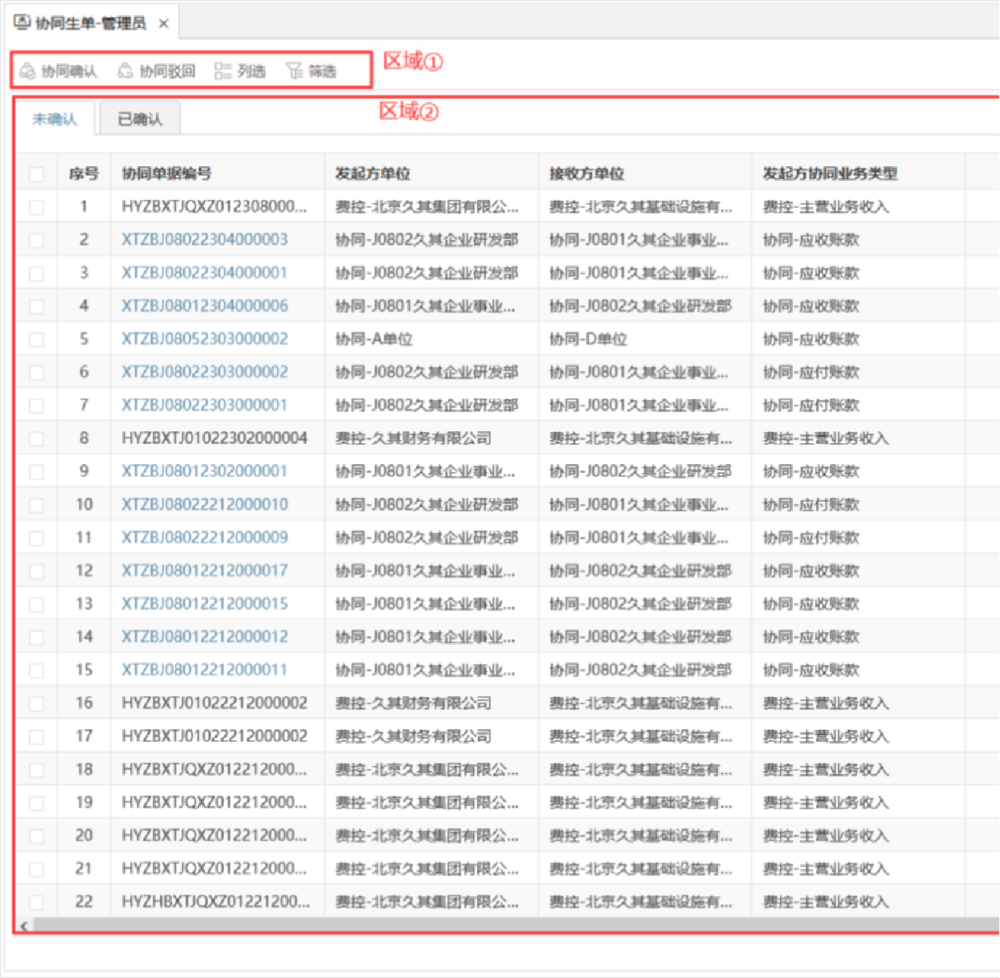 协同生单-管理员 ×
协同确认 协同驳回 列选 筛选 区域①
区域②
未确认 已确认
序号 协同单据编号 发起方单位 接收方单位 发起方协同业务类型
1 HYZBXTJQXZ012308000... 费控-北京久其集团有限公... 费控-北京久其基础设施有... 费控-主营业务收入
2 XTZBJ08022304000003 协同-J0802久其企业研发部 协同-J0801久其企业事业... 协同-应收账款
3 XTZBJ08022304000001 协同-J0802久其企业研发部 协同-J0801久其企业事业... 协同-应收账款
4 XTZBJ08012304000006 协同-J0801久其企业事业... 协同-J0802久其企业研发部 协同-应收账款
5 XTZBJ08052303000002 协同-A单位 协同-D单位 协同-应收账款
6 XTZBJ08022303000002 协同-J0802久其企业研发部 协同-J0801久其企业事业... 协同-应付账款
7 XTZBJ08022303000001 协同-J0802久其企业研发部 协同-J0801久其企业事业... 协同-应付账款
8 HYZBXTJ01022302000004 费控-久其财务有限公司 费控-北京久其基础设施有... 费控-主营业务收入
9 XTZBJ08012302000001 协同-J0801久其企业事业... 协同-J0802久其企业研发部 协同-应收账款
10 XTZBJ08022212000010 协同-J0802久其企业研发部 协同-J0801久其企业事业... 协同-应付账款
11 XTZBJ08022212000009 协同-J0802久其企业研发部 协同-J0801久其企业事业... 协同-应付账款
12 XTZBJ08012212000017 协同-J0801久其企业事业... 协同-J0802久其企业研发部 协同-应收账款
13 XTZBJ08012212000015 协同-J0801久其企业事业... 协同-J0802久其企业研发部 协同-应收账款
14 XTZBJ08012212000012 协同-J0801久其企业事业... 协同-J0802久其企业研发部 协同-应收账款
15 XTZBJ08012212000011 协同-J0801久其企业事业... 协同-J0802久其企业研发部 协同-应收账款
16 HYZBXTJ01022212000002 费控-久其财务有限公司 费控-北京久其基础设施有... 费控-主营业务收入
17 HYZBXTJ01022212000002 费控-久其财务有限公司 费控-北京久其基础设施有... 费控-主营业务收入
18 HYZBXTJQXZ012212000... 费控-北京久其集团有限公... 费控-北京久其基础设施有... 费控-主营业务收入
19 HYZBXTJQXZ012212000... 费控-北京久其集团有限公... 费控-北京久其基础设施有... 费控-主营业务收入
20 HYZBXTJQXZ012212000... 费控-北京久其集团有限公... 费控-北京久其基础设施有... 费控-主营业务收入
21 HYZBXTJQXZ012212000... 费控-北京久其集团有限公... 费控-北京久其基础设施有... 费控-主营业务收入
22 HYZHBXTJQXZ01221200... 费控-北京久其集团有限公... 费控-北京久其基础设施有... 费控-主营业务收入